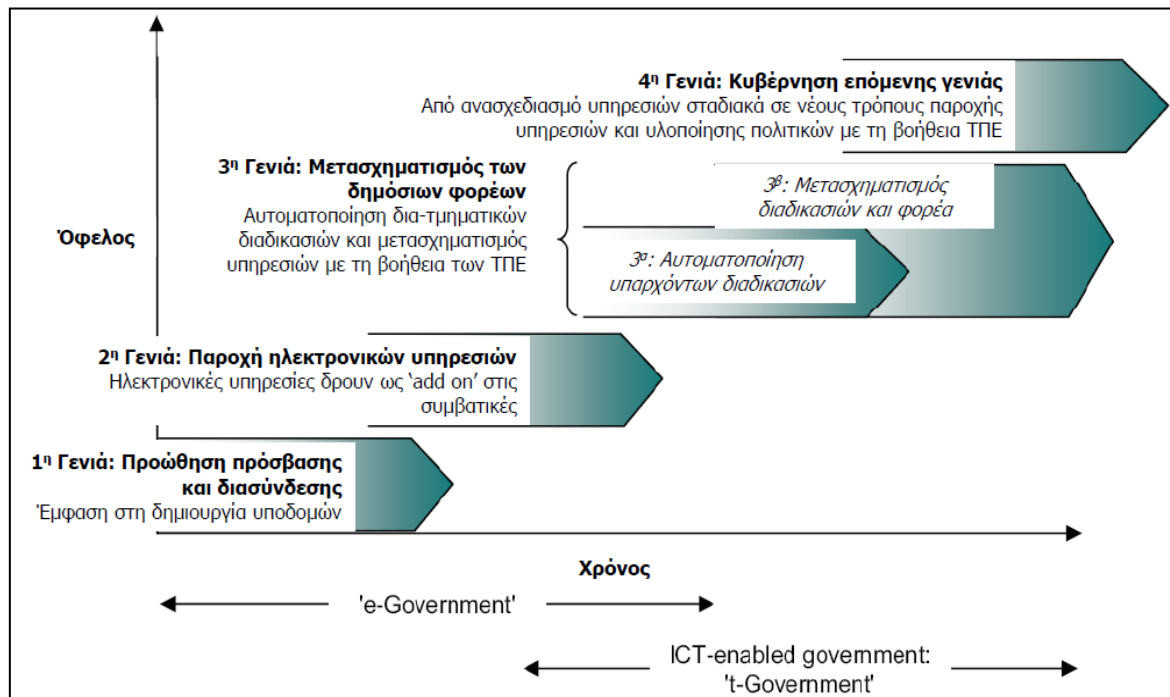 4η Γενιά: Κυβέρνηση επόμενης γενιάς
Από ανασχεδιασμό υπηρεσιών σταδιακά σε νέους τρόπους παροχής
υπηρεσιών και υλοποίησης πολιτικών με τη βοήθεια ΤΠΕ
3η Γενιά: Μετασχηματισμός των
δημόσιων φορέων
Αυτοματοποίηση δια-τμηματικών
διαδικασιών και μετασχηματισμός
υπηρεσιών με τη βοήθεια των ΤΠΕ
3β: Μετασχηματισμός
διαδικασιών και φορέα
3α: Αυτοματοποίηση
υπαρχόντων διαδικασιών
Όφελος
2η Γενιά: Παροχή ηλεκτρονικών υπηρεσιών
Ηλεκτρονικές υπηρεσίες δρουν ως ‘add on’ στις
συμβατικές
1η Γενιά: Προώθηση πρόσβασης
και διασύνδεσης
Έμφαση στη δημιουργία υποδομών
Χρόνος
'e-Government'
ICT-enabled government:
't-Government'